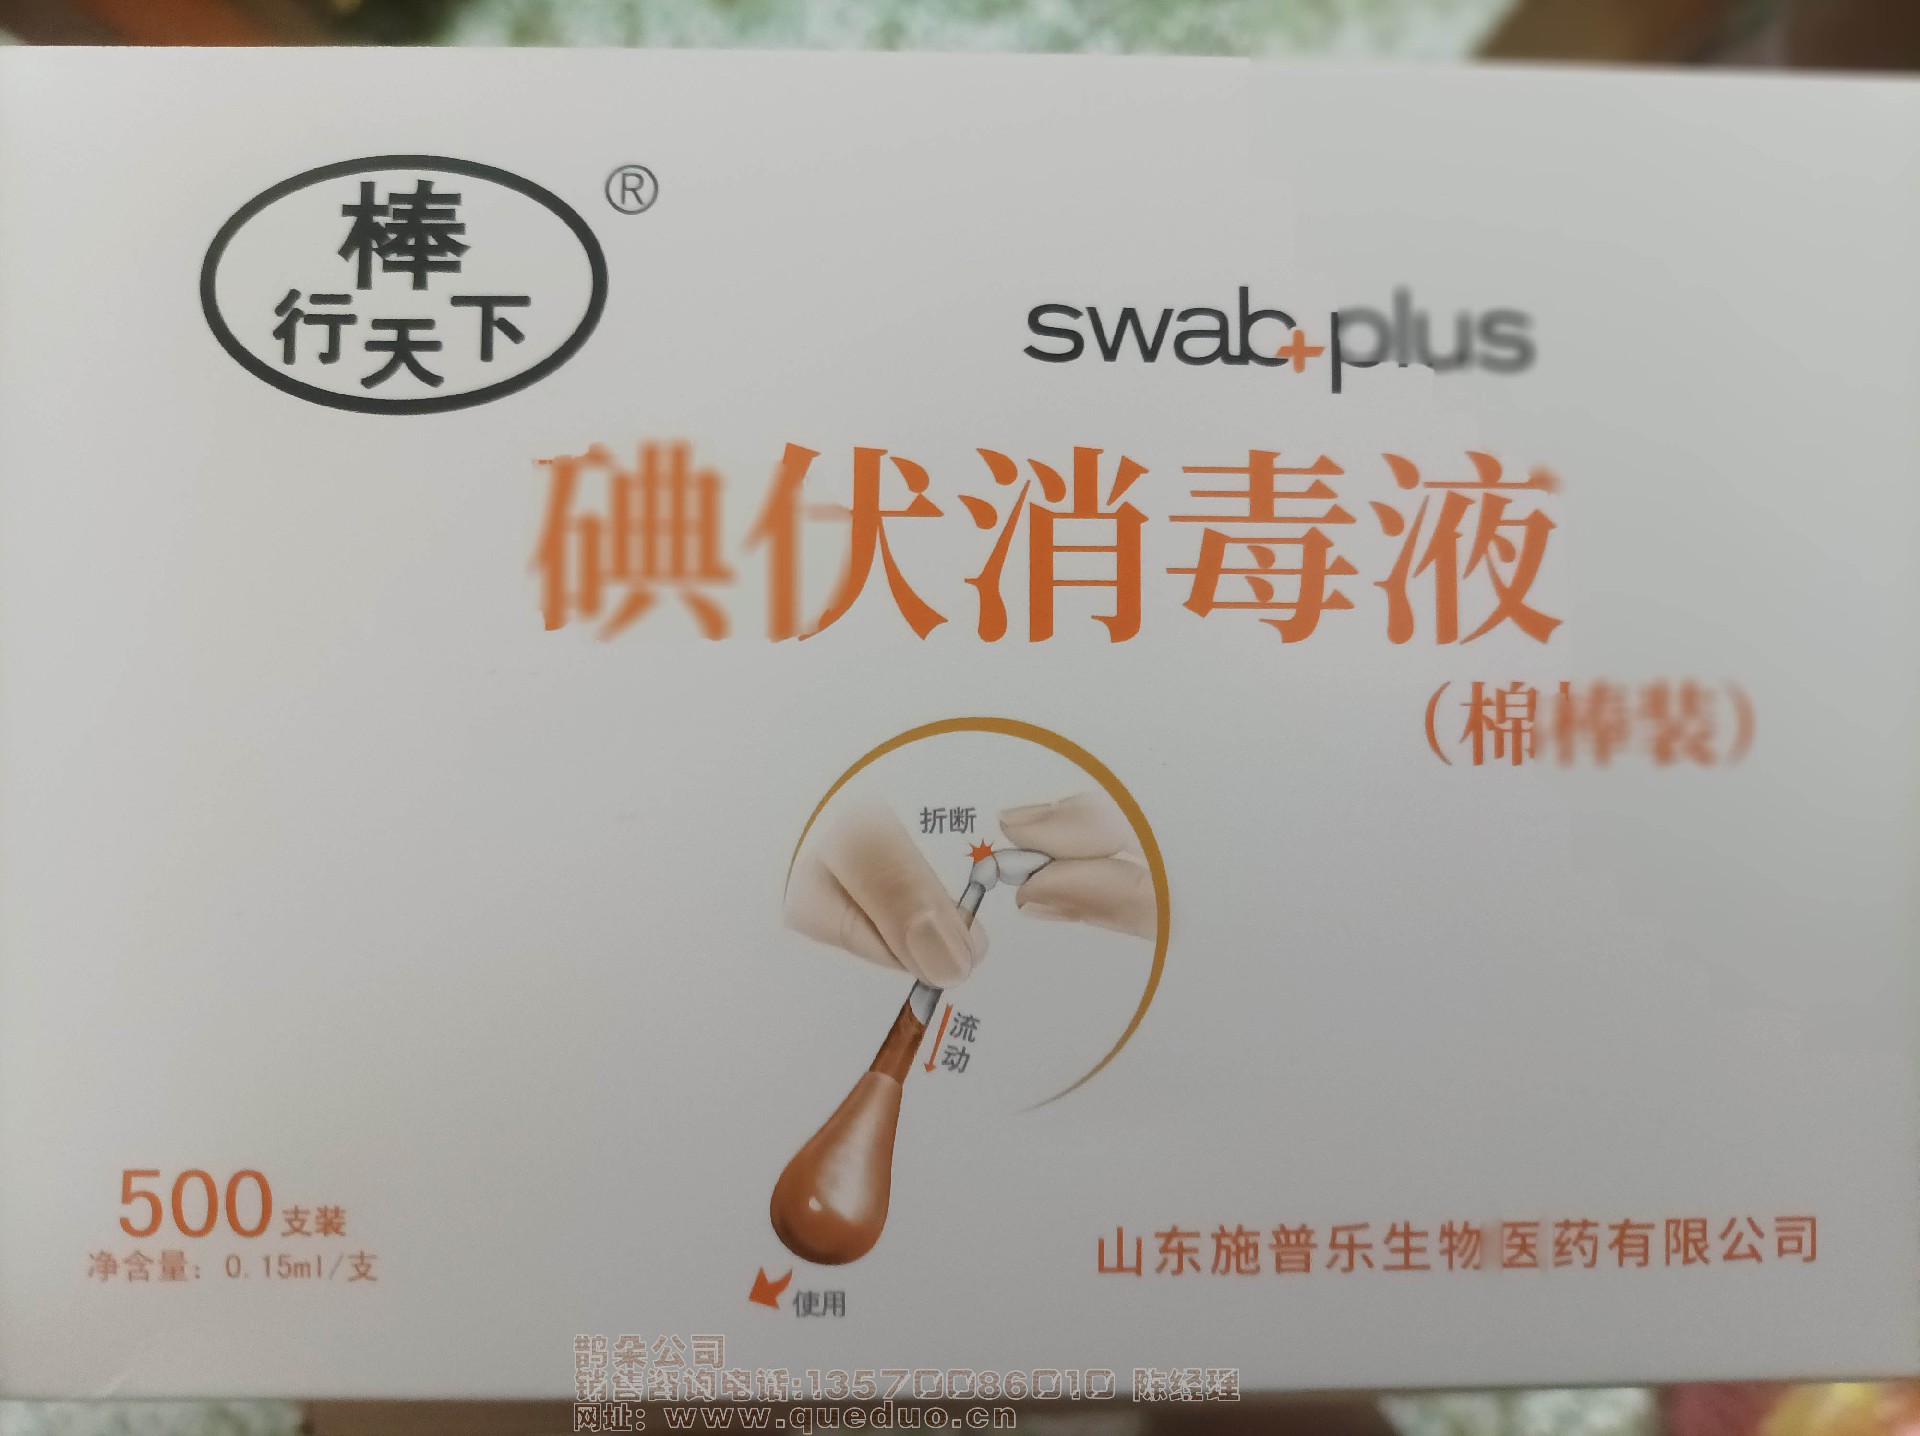 棒
行天下
®
swab+plus
碘伏消毒液
（棉棒装）
折断
流动
使用
500支装
净含量：0.15ml/支
山东施普乐生物医药有限公司
鹊朵公司
销售咨询电话:13570086010 陈经理
网址：www.queduo.cn